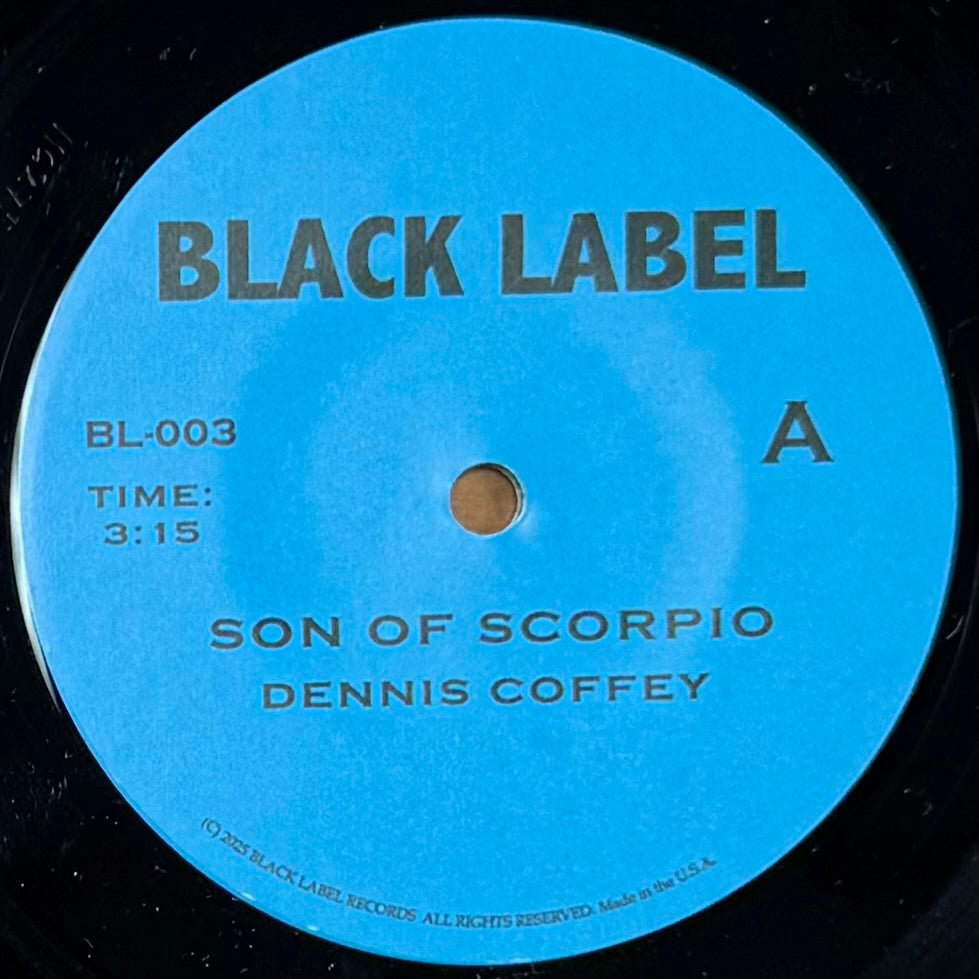 BLACK LABEL
BL-003
A
TIME:
3:15
SON OF SCORPIO
DENNIS COFFEY
(C) 2025 BLACK LABEL RECORDS ALL RIGHTS RESERVED. Made in the U.S.A.